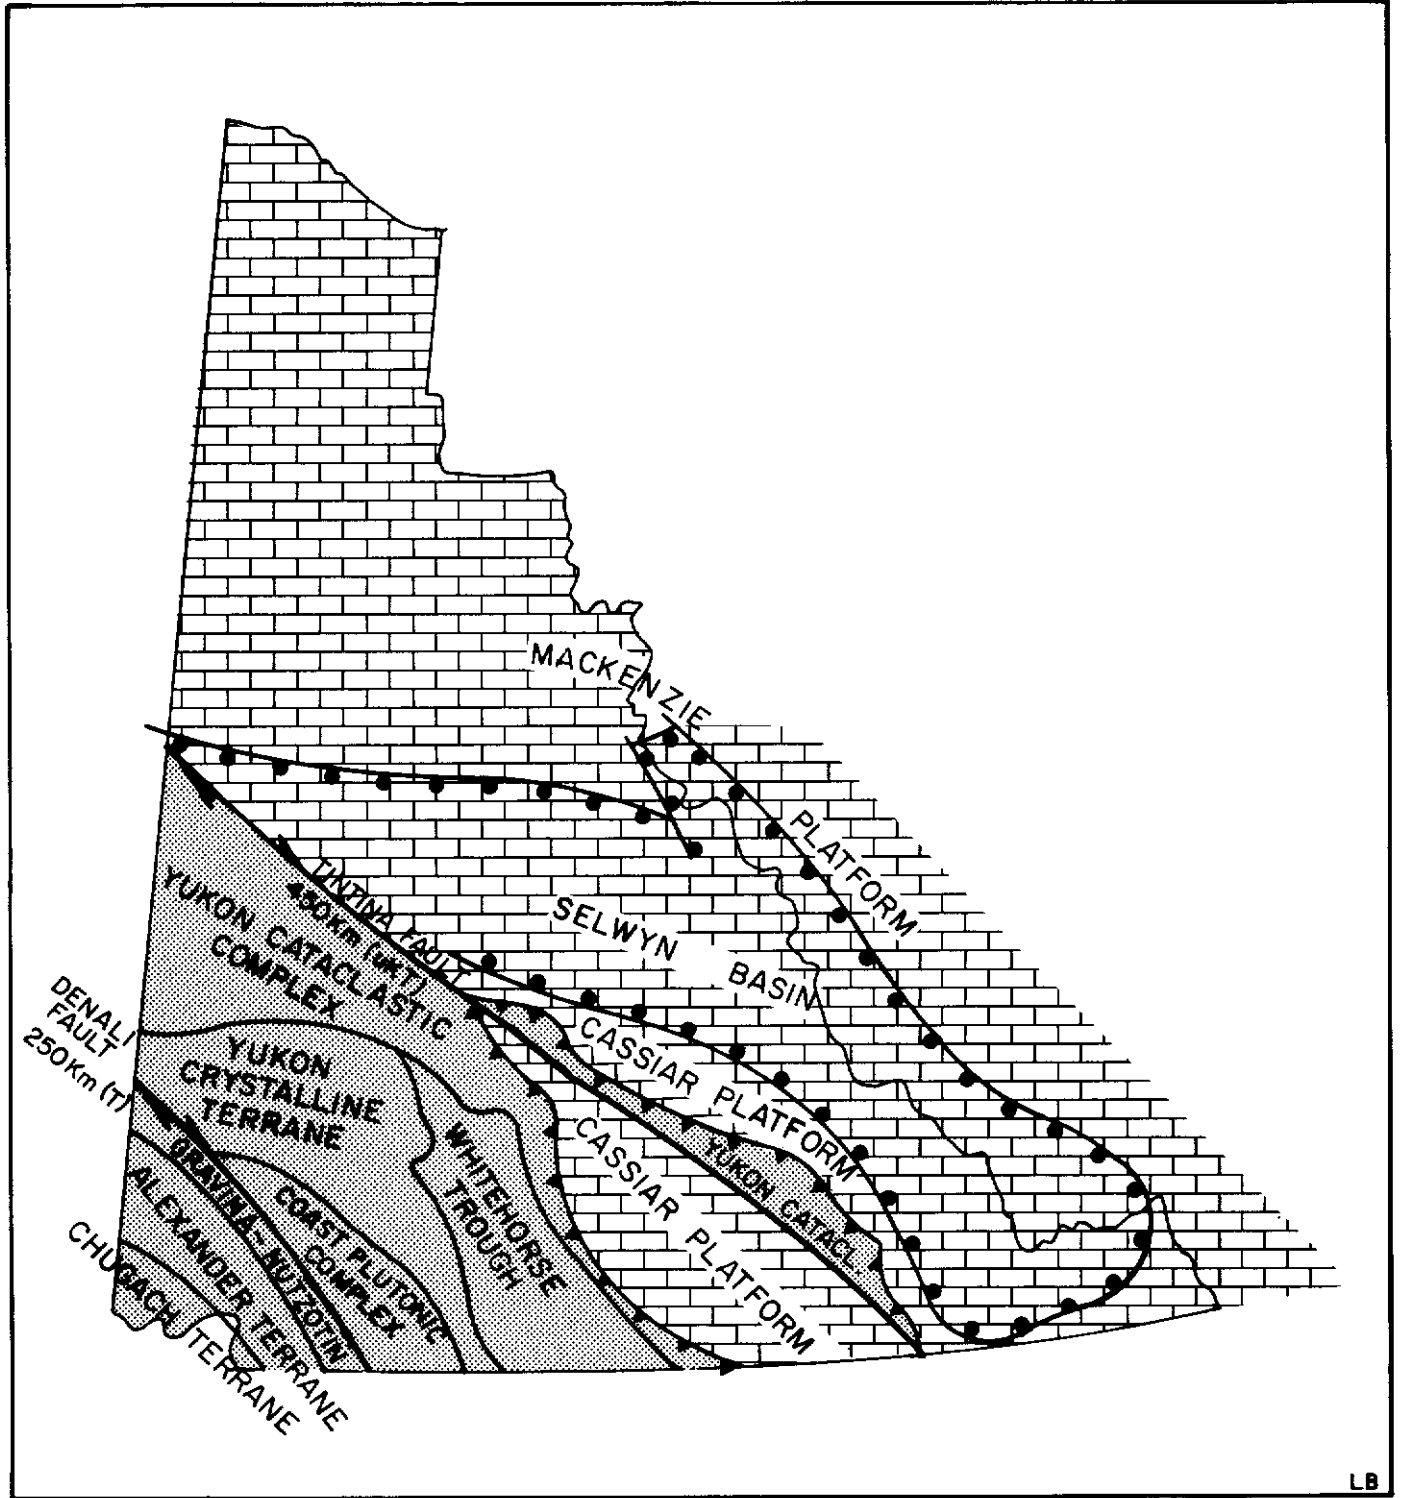 MACKENZIE
PLATFORM
TINTINA FAULT
450Km (uKT)
SELWYN BASIN
YUKON CATACLASTIC
COMPLEX
DENALI
FAULT
250Km (T)
YUKON
CRYSTALLINE
TERRANE
CASSIAR PLATFORM
CASSIAR PLATFORM
YUKON CATACL.
WHITEHORSE
TROUGH
GRAVINA-NUTZOTIN
COAST PLUTONIC
COMPLEX
ALEXANDER TERRANE
CHUGACH TERRANE
LB